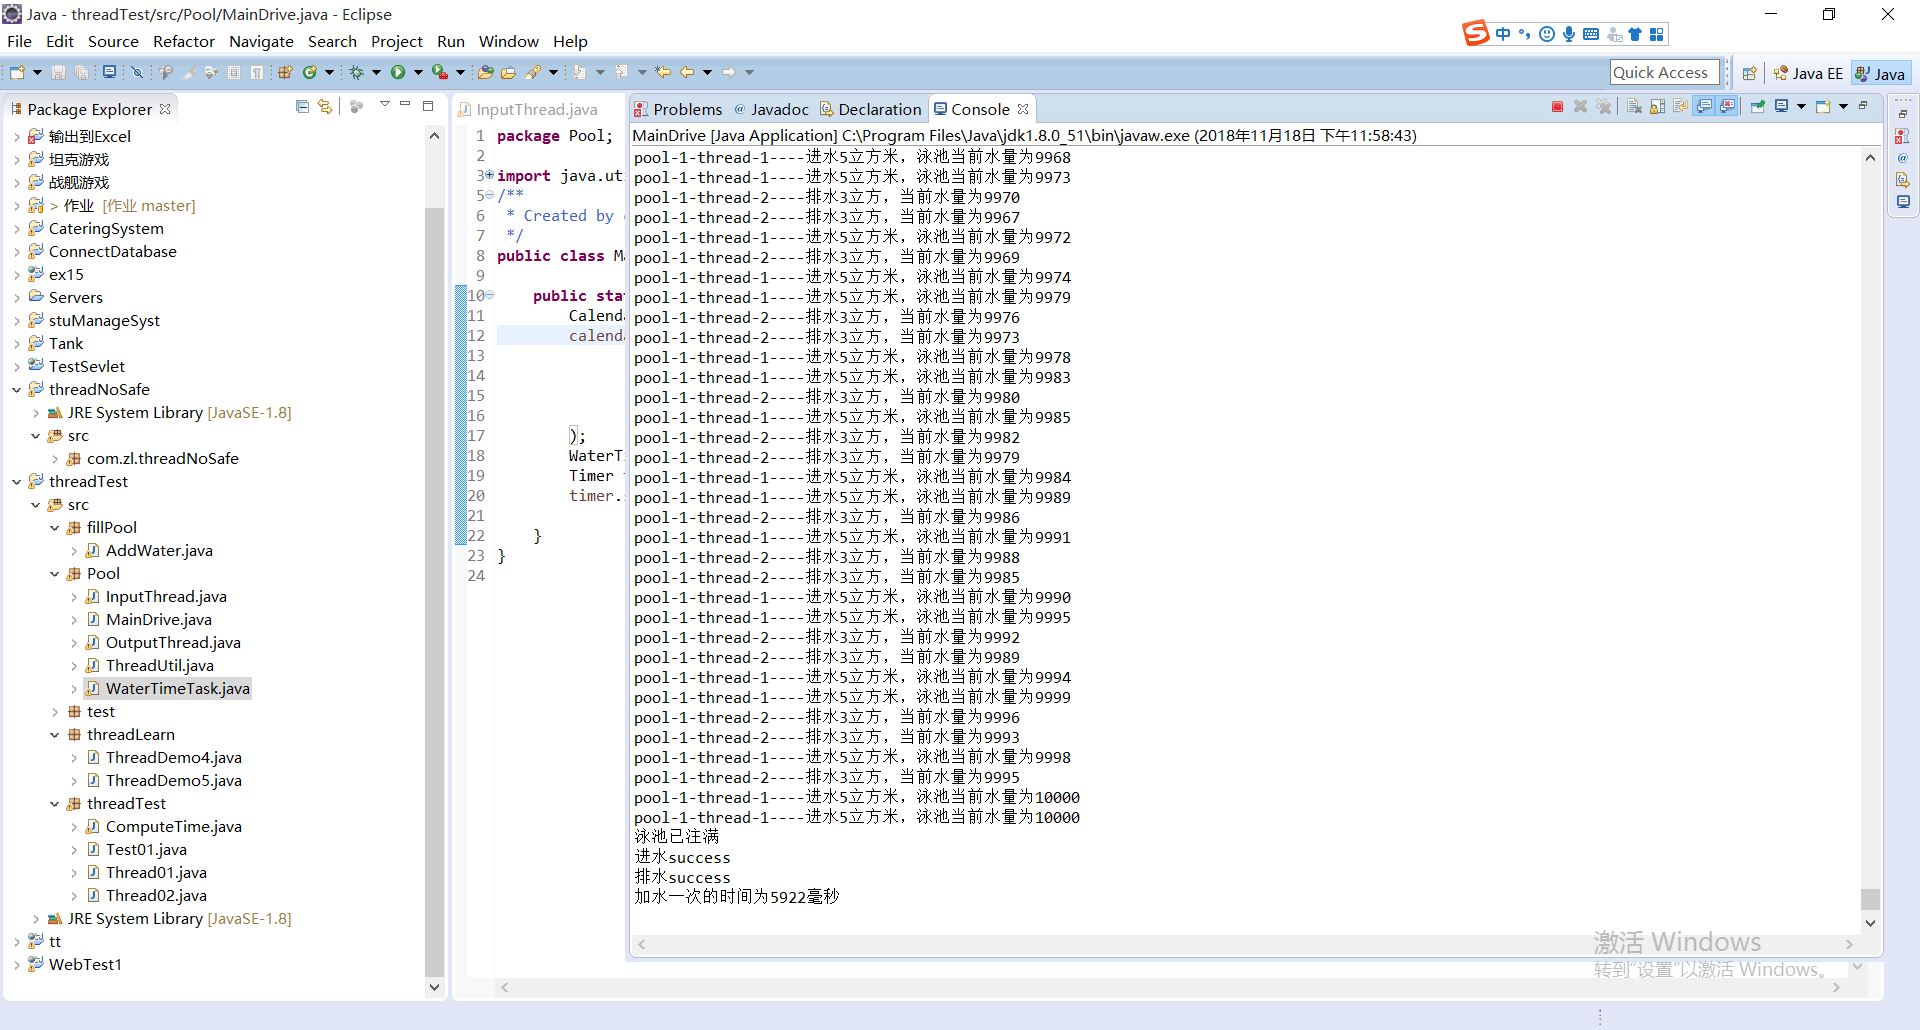 Java - threadTest/src/Pool/MainDrive.java - Eclipse
File Edit Source Refactor Navigate Search Project Run Window Help
中
Quick Access
Java EE
Java
Package Explorer
输出到Excel
坦克游戏
战舰游戏
> 作业 [作业 master]
CateringSystem
ConnectDatabase
ex15
Servers
stuManageSyst
Tank
TestSevlet
threadNoSafe
JRE System Library [JavaSE-1.8]
src
com.zl.threadNoSafe
threadTest
src
fillPool
AddWater.java
Pool
InputThread.java
MainDrive.java
OutputThread.java
ThreadUtil.java
WaterTimeTask.java
test
threadLearn
ThreadDemo4.java
ThreadDemo5.java
threadTest
ComputeTime.java
Test01.java
Thread01.java
Thread02.java
JRE System Library [JavaSE-1.8]
tt
WebTest1
InputThread.java
1 package Pool;
2
3 import java.ut
5 /**
6 * Created by
7 */
8 public class M
9
10 public sta
11 Calend
12 calend
13
14
15
16
17 );
18 WaterT
19 Timer
20 timer.
21
22 }
23 }
24
Problems @ Javadoc Declaration Console
MainDrive [Java Application] C:\Program Files\Java\jdk1.8.0_51\bin\javaw.exe (2018年11月18日 下午11:58:43)
pool-1-thread-1----进水5立方米，泳池当前水量为9968
pool-1-thread-1----进水5立方米，泳池当前水量为9973
pool-1-thread-2----排水3立方，当前水量为9970
pool-1-thread-2----排水3立方，当前水量为9967
pool-1-thread-1----进水5立方米，泳池当前水量为9972
pool-1-thread-2----排水3立方，当前水量为9969
pool-1-thread-1----进水5立方米，泳池当前水量为9974
pool-1-thread-1----进水5立方米，泳池当前水量为9979
pool-1-thread-2----排水3立方，当前水量为9976
pool-1-thread-2----排水3立方，当前水量为9973
pool-1-thread-1----进水5立方米，泳池当前水量为9978
pool-1-thread-1----进水5立方米，泳池当前水量为9983
pool-1-thread-2----排水3立方，当前水量为9980
pool-1-thread-1----进水5立方米，泳池当前水量为9985
pool-1-thread-2----排水3立方，当前水量为9982
pool-1-thread-2----排水3立方，当前水量为9979
pool-1-thread-1----进水5立方米，泳池当前水量为9984
pool-1-thread-1----进水5立方米，泳池当前水量为9989
pool-1-thread-2----排水3立方，当前水量为9986
pool-1-thread-1----进水5立方米，泳池当前水量为9991
pool-1-thread-2----排水3立方，当前水量为9988
pool-1-thread-2----排水3立方，当前水量为9985
pool-1-thread-1----进水5立方米，泳池当前水量为9990
pool-1-thread-1----进水5立方米，泳池当前水量为9995
pool-1-thread-2----排水3立方，当前水量为9992
pool-1-thread-2----排水3立方，当前水量为9989
pool-1-thread-1----进水5立方米，泳池当前水量为9994
pool-1-thread-1----进水5立方米，泳池当前水量为9999
pool-1-thread-2----排水3立方，当前水量为9996
pool-1-thread-2----排水3立方，当前水量为9993
pool-1-thread-1----进水5立方米，泳池当前水量为9998
pool-1-thread-2----排水3立方，当前水量为9995
pool-1-thread-1----进水5立方米，泳池当前水量为10000
pool-1-thread-1----进水5立方米，泳池当前水量为10000
泳池已注满
进水success
排水success
加水一次的时间为5922毫秒
激活 Windows
转到"设置"以激活 Windows。